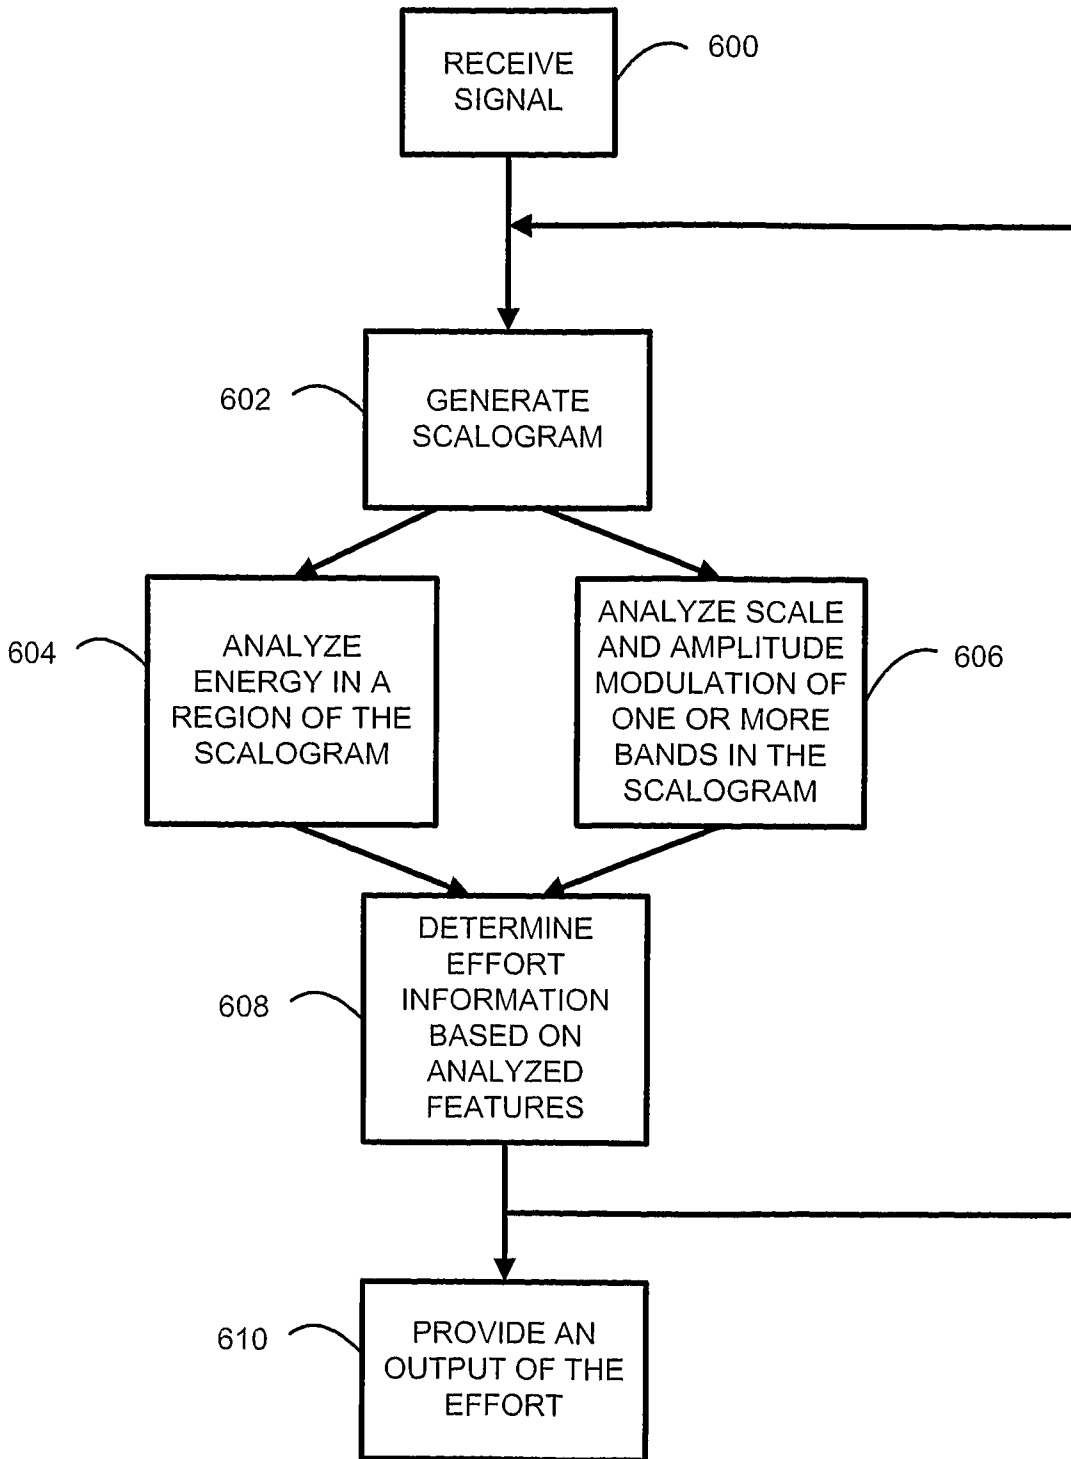 RECEIVE
SIGNAL
600
602
GENERATE
SCALOGRAM
604
ANALYZE
ENERGY IN A
REGION OF THE
SCALOGRAM
ANALYZE SCALE
AND AMPLITUDE
MODULATION OF
ONE OR MORE
BANDS IN THE
SCALOGRAM
606
608
DETERMINE
EFFORT
INFORMATION
BASED ON
ANALYZED
FEATURES
610
PROVIDE AN
OUTPUT OF THE
EFFORT